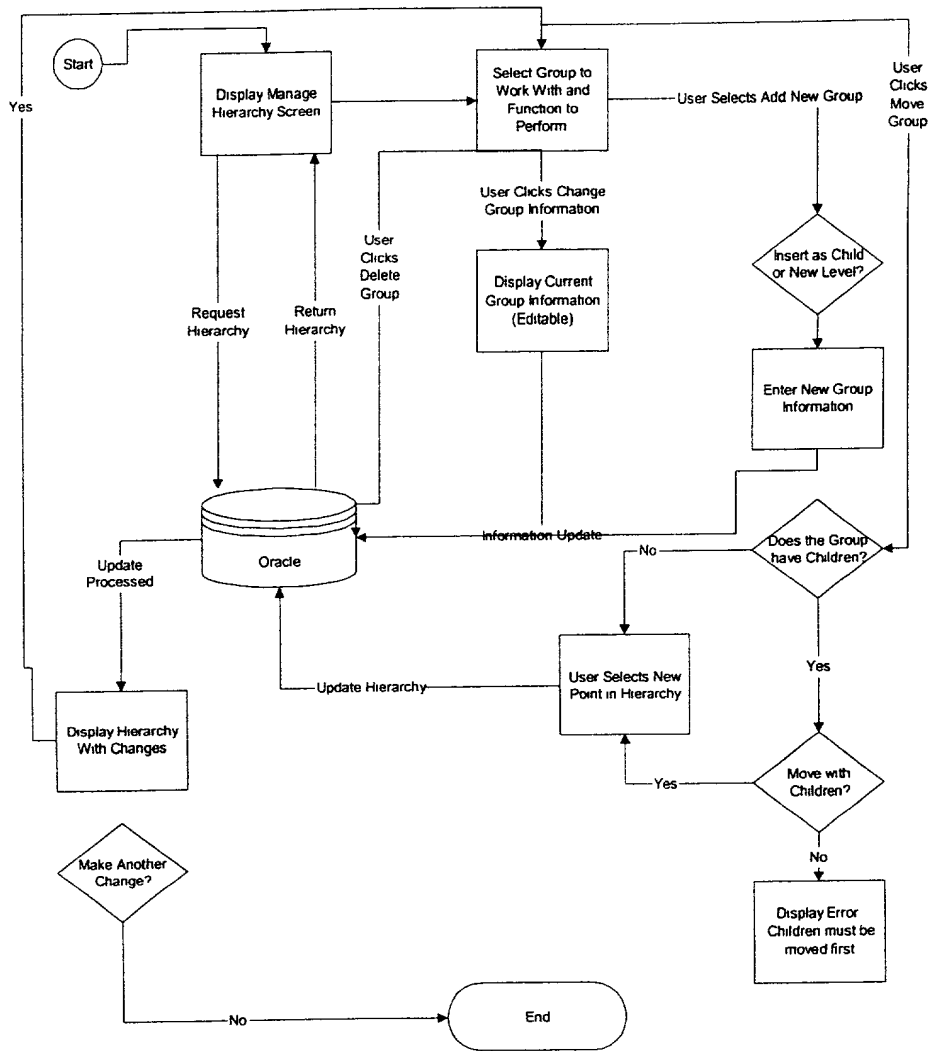 Start
Yes
Display Manage
Hierarchy Screen
Select Group to
Work With and
Function to
Perform
User Selects Add New Group
User
Clicks
Move
Group
User Clicks Change
Group Information
User
Clicks
Delete
Group
Insert as Child
or New Level?
Display Current
Group Information
(Editable)
Request
Hierarchy
Return
Hierarchy
Enter New Group
Information
Information Update
Oracle
Update
Processed
No
Does the Group
have Children?
Yes
User Selects New
Point in Hierarchy
Update Hierarchy
Display Hierarchy
With Changes
Yes
Move with
Children?
No
Make Another
Change?
Display Error
Children must be
moved first
No
End